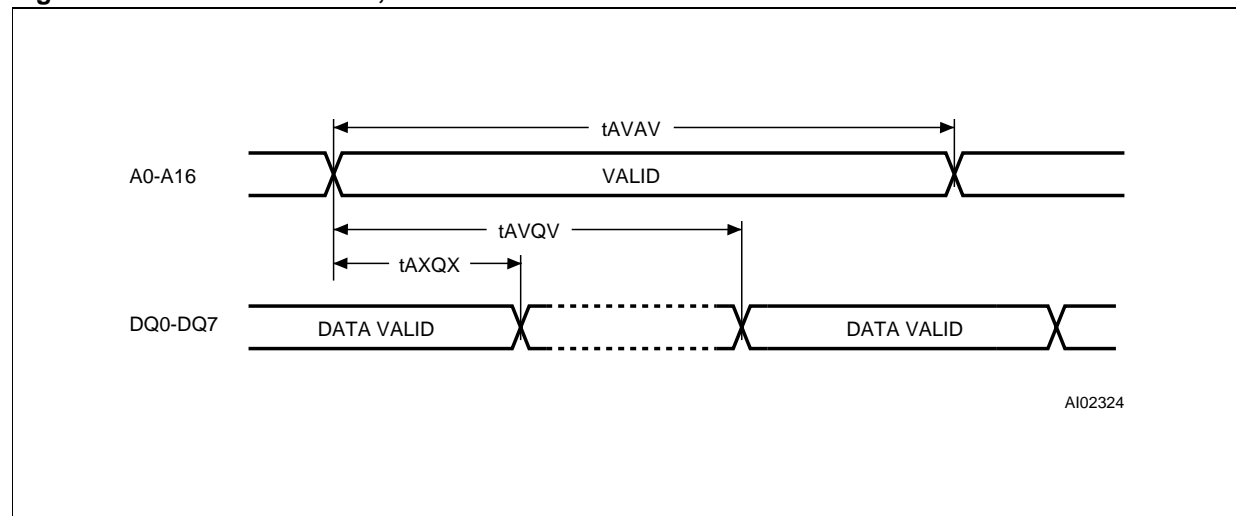 tAVAV
A0-A16
VALID
tAVQV
tAXQX
DQ0-DQ7
DATA VALID
DATA VALID
AI02324